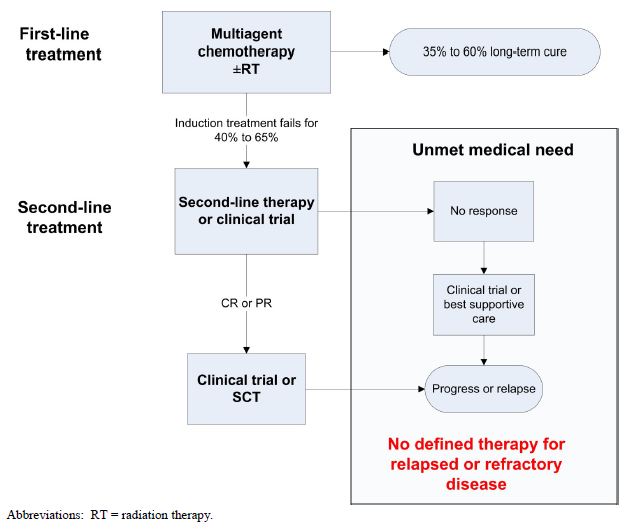 First-line
treatment
Multiagent
chemotherapy
±RT
35% to 60% long-term cure
Induction treatment fails for
40% to 65%
Unmet medical need
Second-line
treatment
Second-line therapy
or clinical trial
No response
Clinical trial or
best supportive
care
CR or PR
Clinical trial or
SCT
Progress or relapse
No defined therapy for
relapsed or refractory
disease
Abbreviations:  RT = radiation therapy.